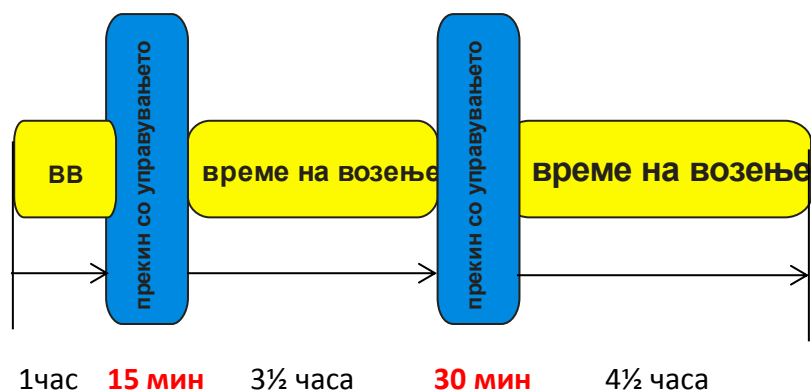 ВВ
прекин со управувањето
време на возење
прекин со управувањето
време на возење
1час 15 мин 3½ часа 30 мин 4½ часа